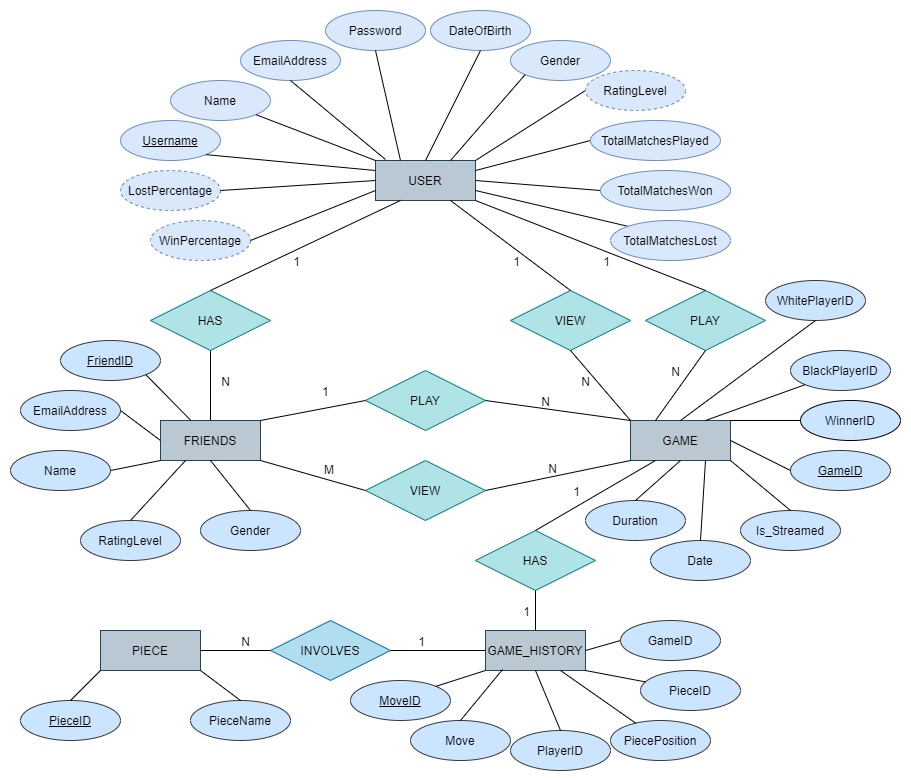 Password
DateOfBirth
EmailAddress
Gender
Name
RatingLevel
Username
TotalMatchesPlayed
USER
LostPercentage
TotalMatchesWon
WinPercentage
TotalMatchesLost
1
1
1
WhitePlayerID
HAS
VIEW
PLAY
FriendID
BlackPlayerID
N
N
N
1
PLAY
N
EmailAddress
WinnerID
FRIENDS
GAME
Name
M
N
GameID
VIEW
1
RatingLevel
Gender
Duration
Is_Streamed
Date
HAS
1
PIECE
N
INVOLVES
1
GAME_HISTORY
GameID
PieceID
MoveID
PieceID
PieceName
Move
PlayerID
PiecePosition